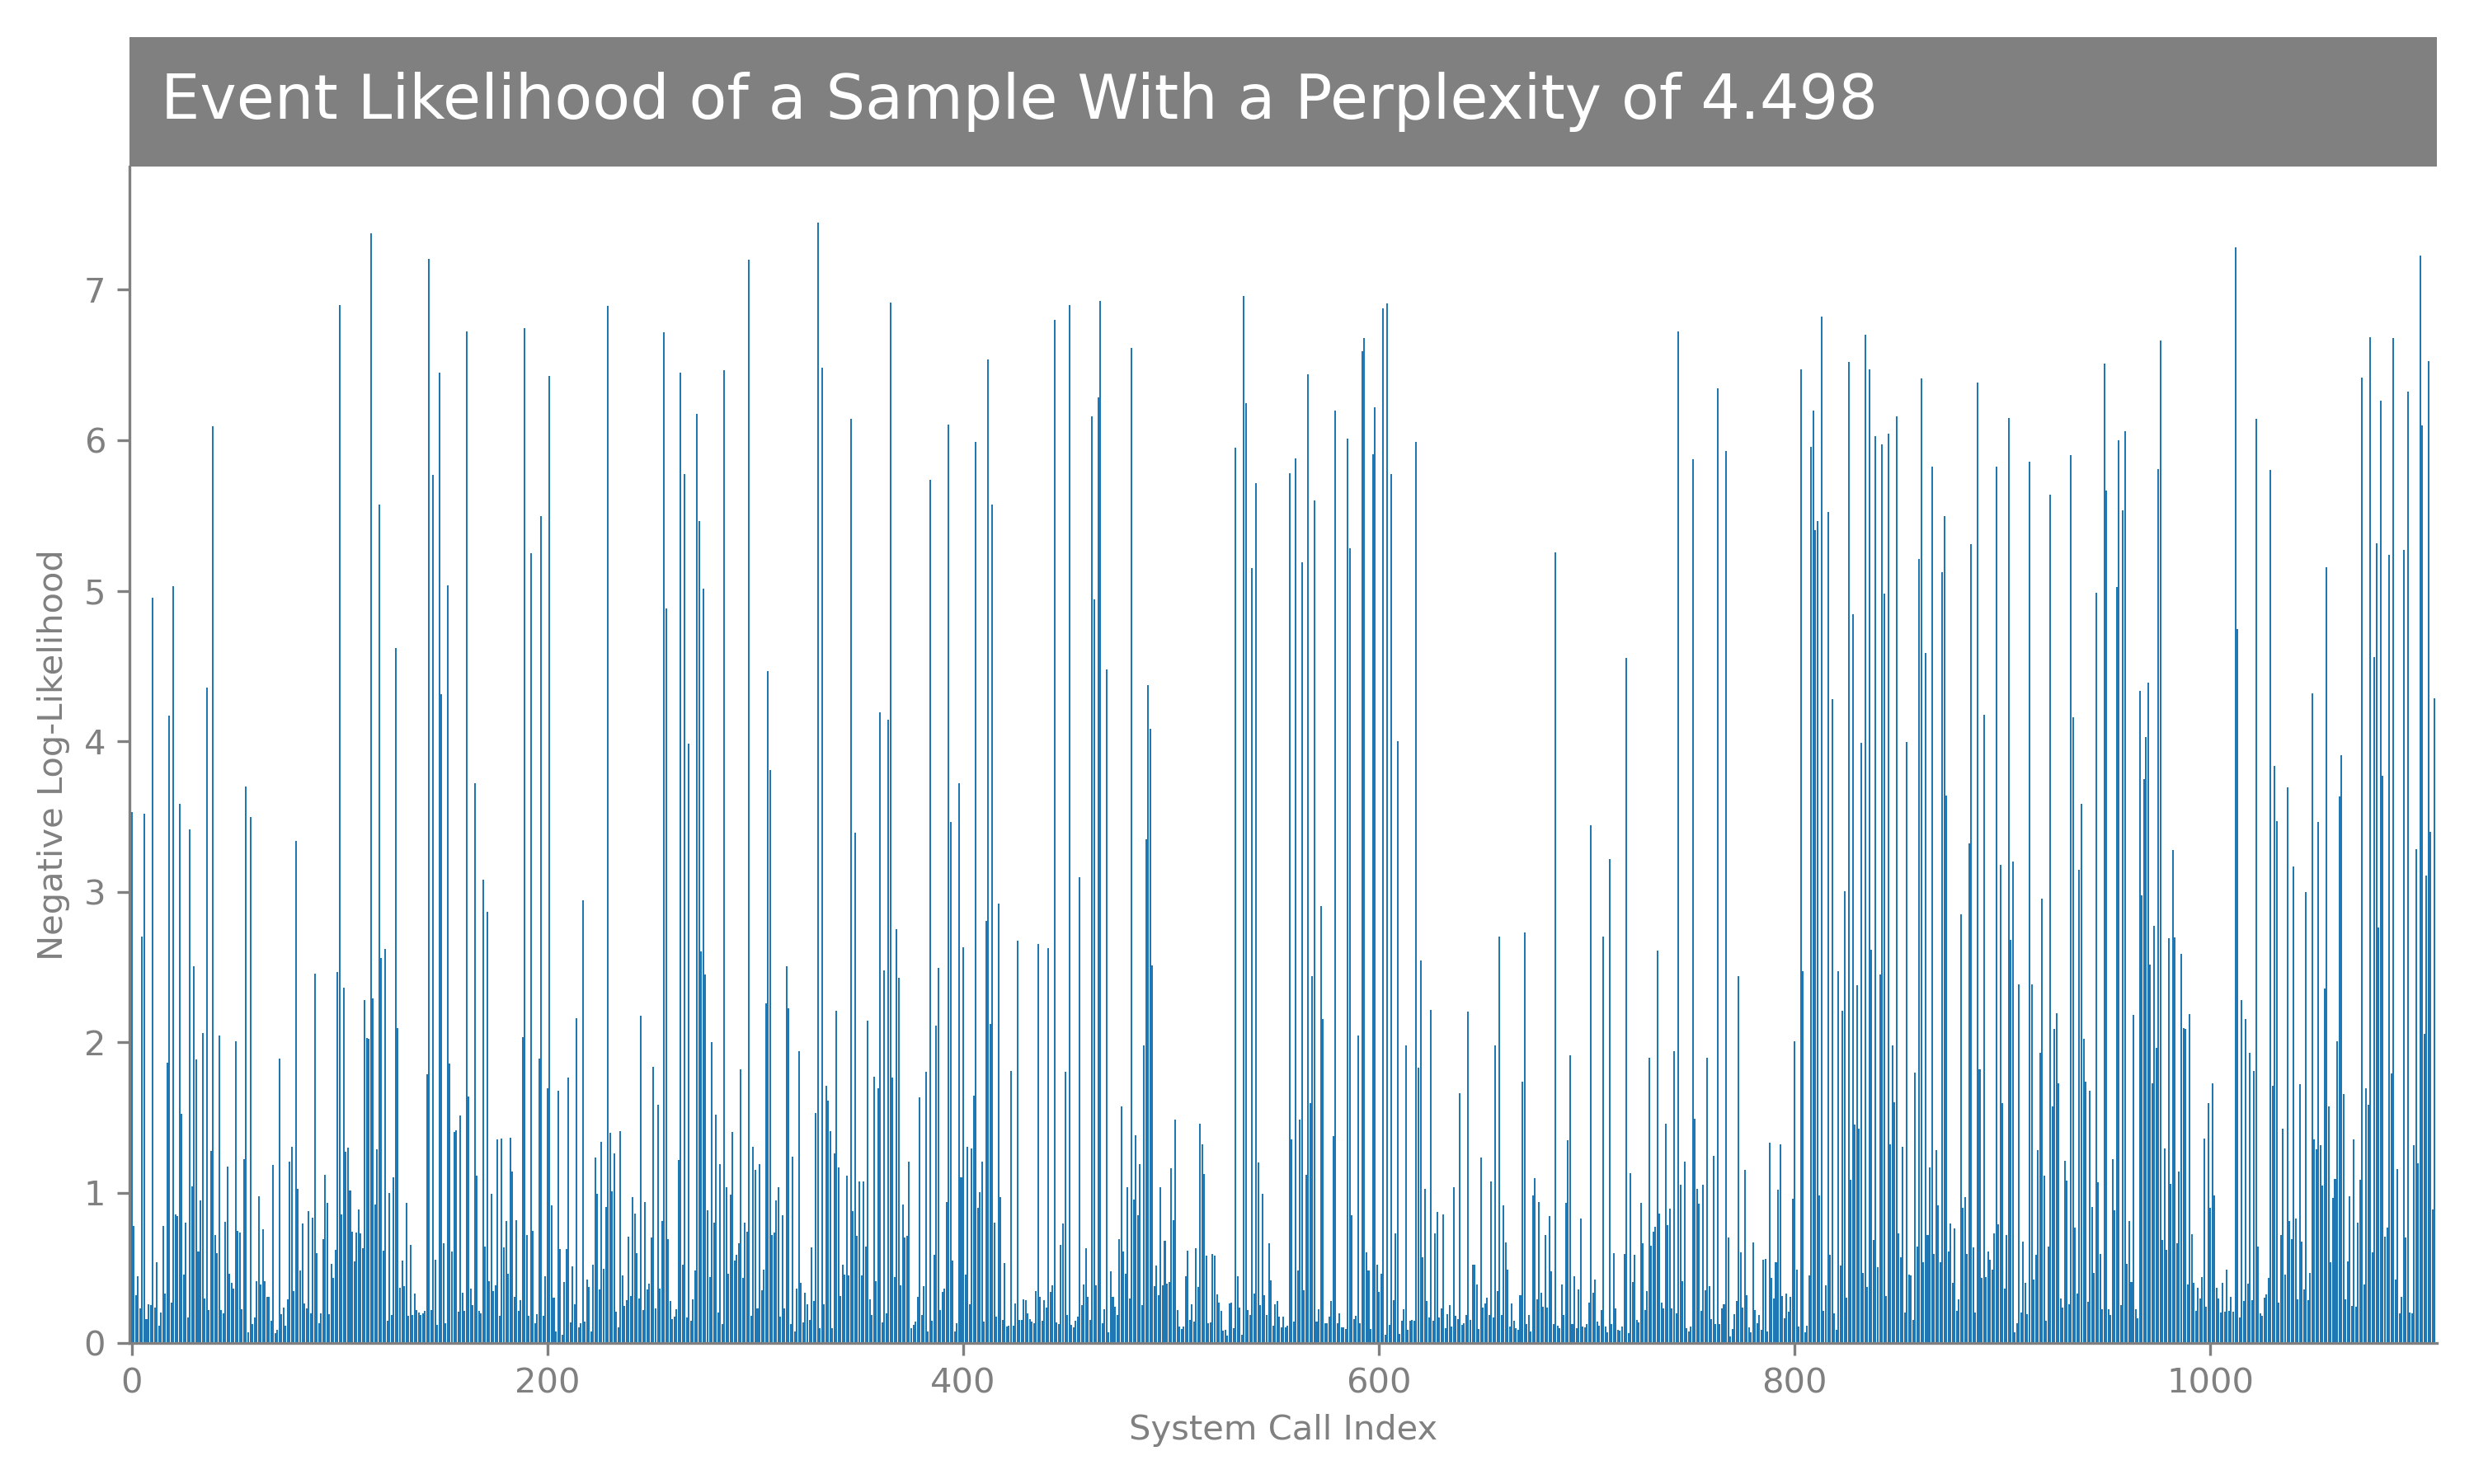 Event Likelihood of a Sample With a Perplexity of 4.498
Negative Log-Likelihood
7
6
5
4
3
2
1
0
0 200 400 600 800 1000
System Call Index